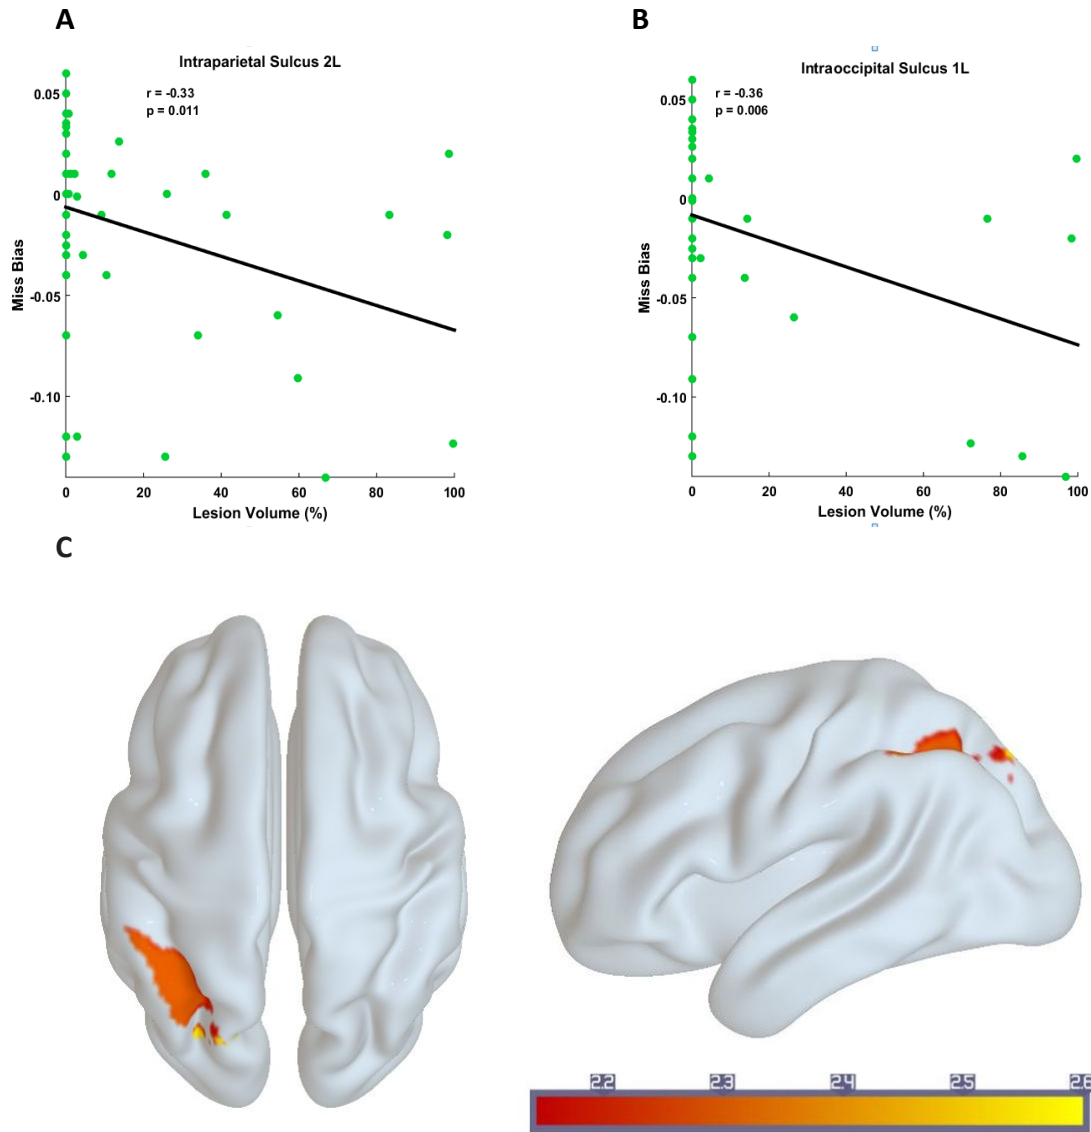 A
B
Intraparietal Sulcus 2L
r = -0.33
p = 0.011
0.05
0
-0.05
-0.10
Miss Bias
0 20 40 60 80 100
Lesion Volume (%)
Intraoccipital Sulcus 1L
r = -0.36
p = 0.006
0.05
0
-0.05
-0.10
Miss Bias
0 20 40 60 80 100
Lesion Volume (%)
C
2.2 2.3 2.4 2.5 2.6